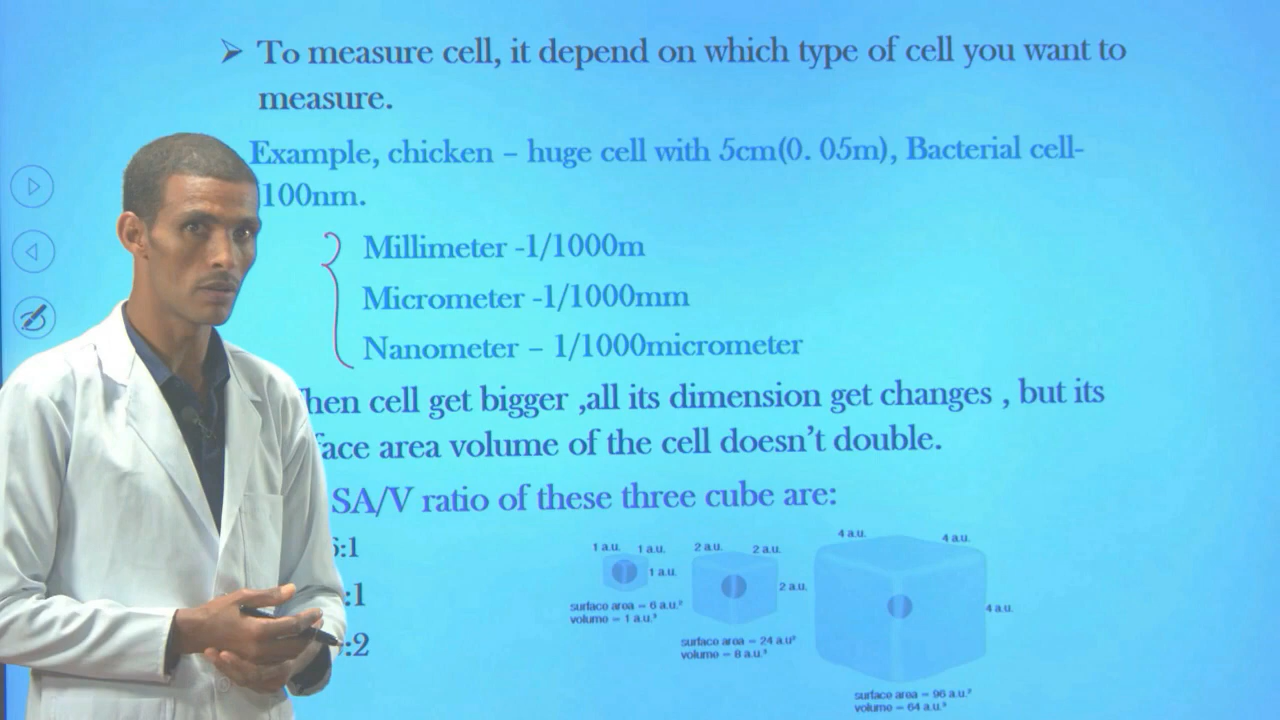 To measure cell, it depend on which type of cell you want to
measure.
Example, chicken – huge cell with 5cm(0. 05m), Bacterial cell-
100nm.
Millimeter -1/1000m
Micrometer -1/1000mm
Nanometer – 1/1000micrometer
hen cell get bigger ,all its dimension get changes , but its
face area volume of the cell doesn't double.
SA/V ratio of these three cube are:
:1
:1
:2
1 a.u. 1 a.u. 1 a.u.
surface area = 6 a.u.²
volume = 1 a.u.³
2 a.u. 2 a.u. 2 a.u.
surface area = 24 a.u²
volume = 8 a.u.³
4 a.u. 4 a.u. 4 a.u.
surface area = 96 a.u.²
volume = 64 a.u.³